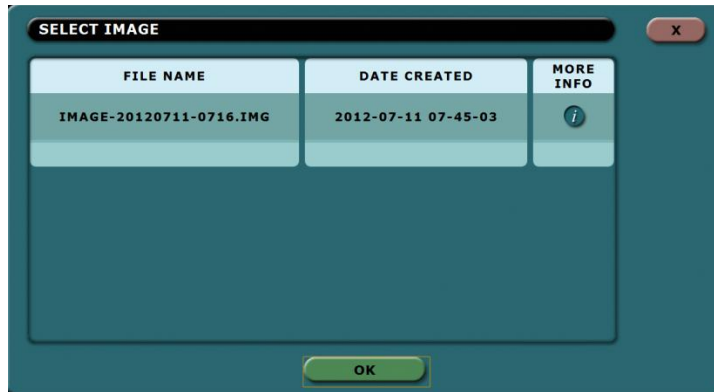 SELECT IMAGE
X
FILE NAME
DATE CREATED
MORE
INFO
IMAGE-20120711-0716.IMG
2012-07-11 07-45-03
i
OK